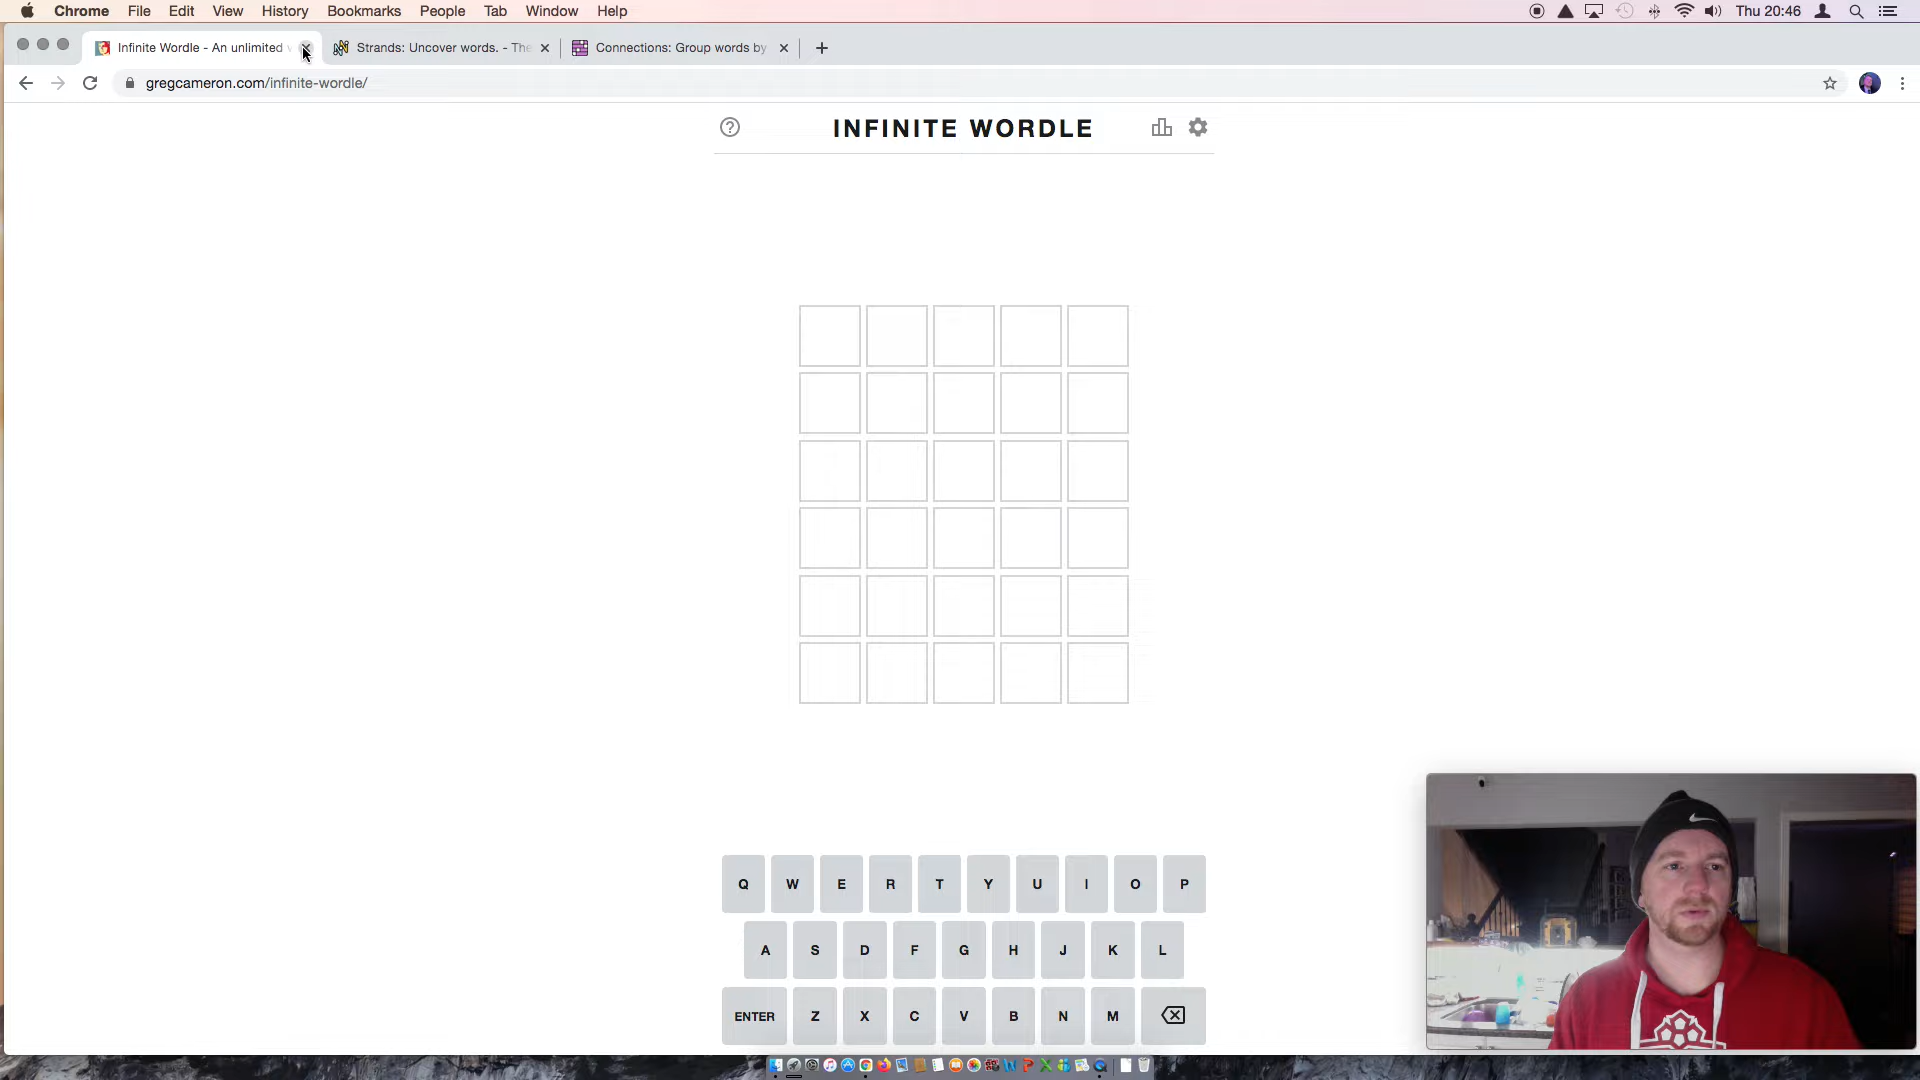 Chrome File Edit View History Bookmarks People Tab Window Help Thu 20:46
Infinite Wordle - An unlimited Strands: Uncover words. - The Connections: Group words by
gregcameron.com/infinite-wordle/
INFINITE WORDLE
Q W E R T Y U I O P
A S D F G H J K L
ENTER Z X C V B N M